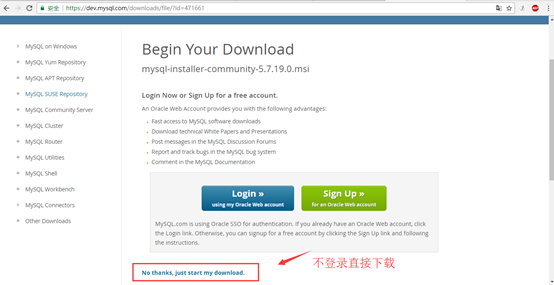 安全 | https://dev.mysql.com/downloads/file/?id=471661
MySQL on Windows
MySQL Yum Repository
MySQL APT Repository
MySQL SUSE Repository
MySQL Community Server
MySQL Cluster
MySQL Router
MySQL Utilities
MySQL Shell
MySQL Workbench
MySQL Connectors
Other Downloads
Begin Your Download
mysql-installer-community-5.7.19.0.msi
Login Now or Sign Up for a free account.
An Oracle Web Account provides you with the following advantages:
Fast access to MySQL software downloads
Download technical White Papers and Presentations
Post messages in the MySQL Discussion Forums
Report and track bugs in the MySQL bug system
Comment in the MySQL Documentation
Login »
using my Oracle Web account
Sign Up »
for an Oracle Web account
MySQL.com is using Oracle SSO for authentication. If you already have an Oracle Web account, click
the Login link. Otherwise, you can signup for a free account by clicking the Sign Up link and following
the instructions.
不登录直接下载
No thanks, just start my download.